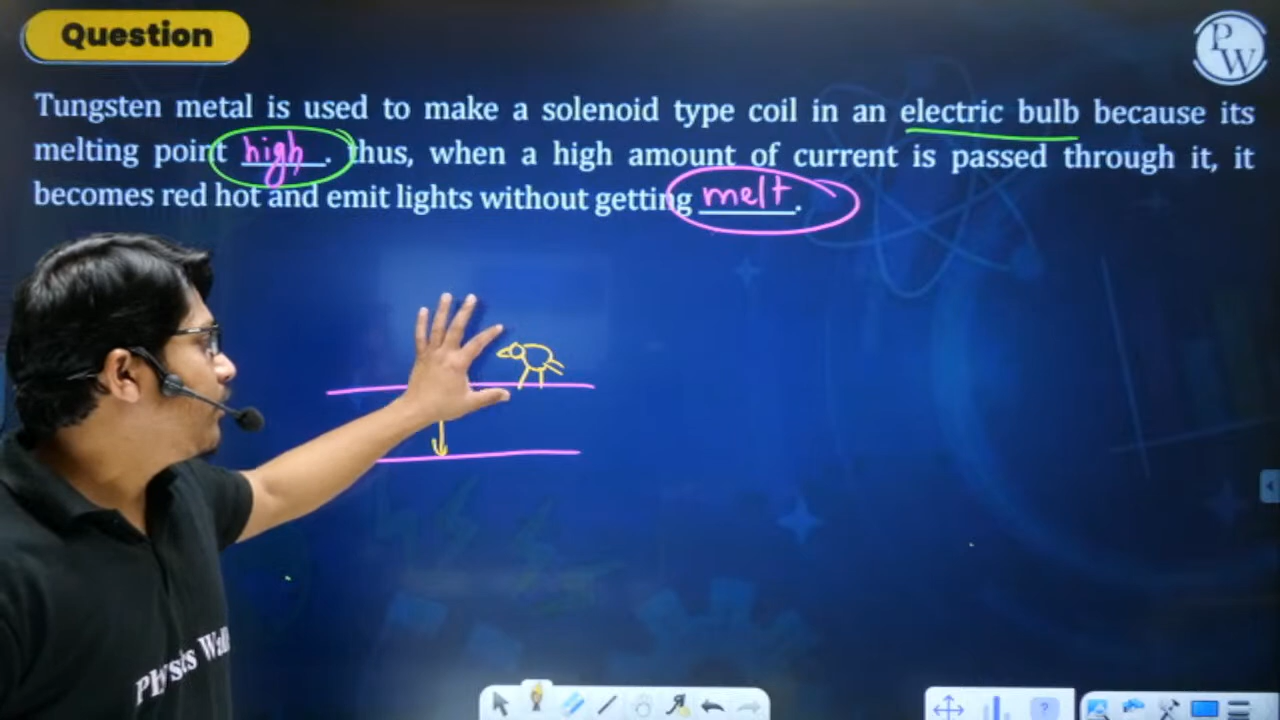 Question
PW
Tungsten metal is used to make a solenoid type coil in an electric bulb because its
melting point high. thus, when a high amount of current is passed through it, it
becomes red hot and emit lights without getting melt.
Physics Wall